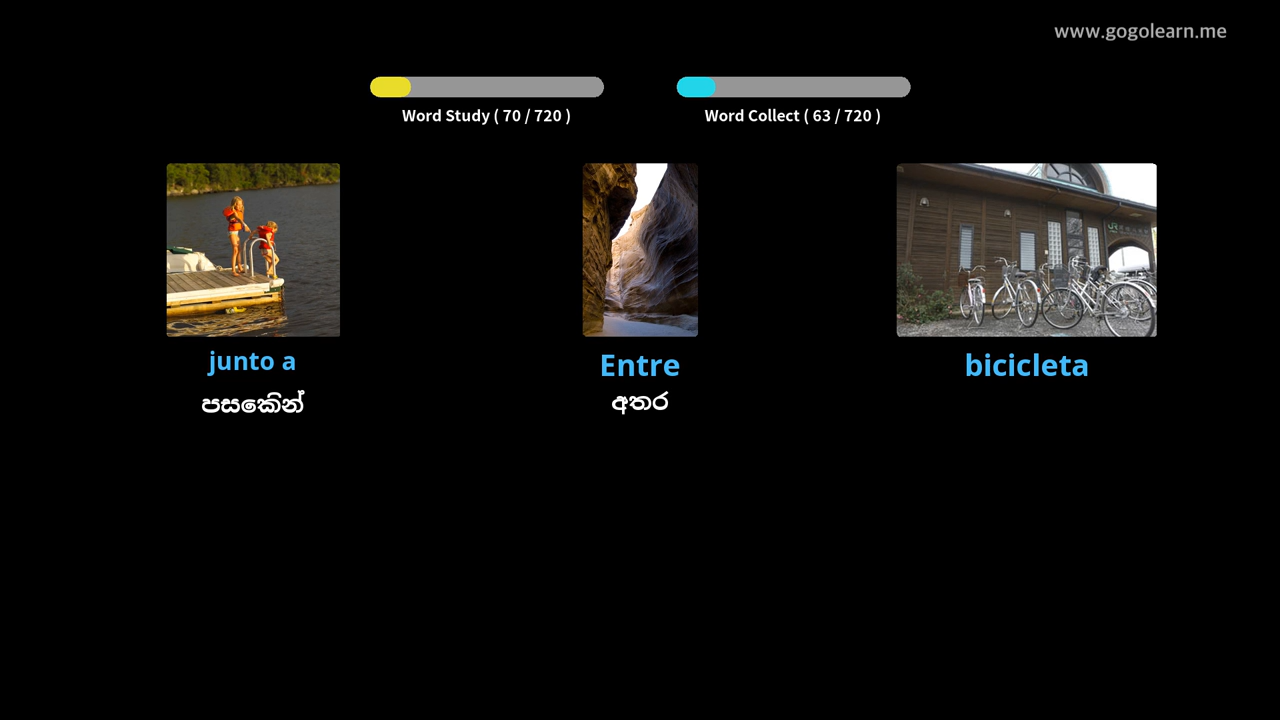 www.gogolearn.me
Word Study ( 70 / 720 )
Word Collect ( 63 / 720 )
junto a
Entre
bicicleta
පසකින්
අතර